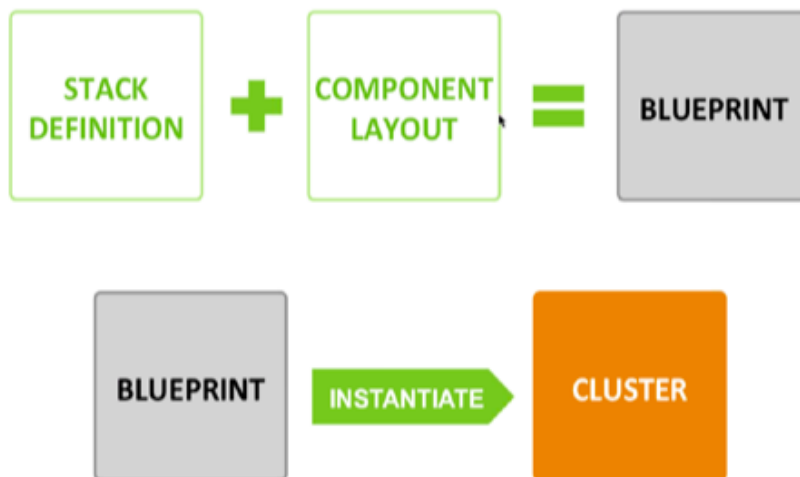 STACK
DEFINITION
COMPONENT
LAYOUT
BLUEPRINT
BLUEPRINT
INSTANTIATE
CLUSTER